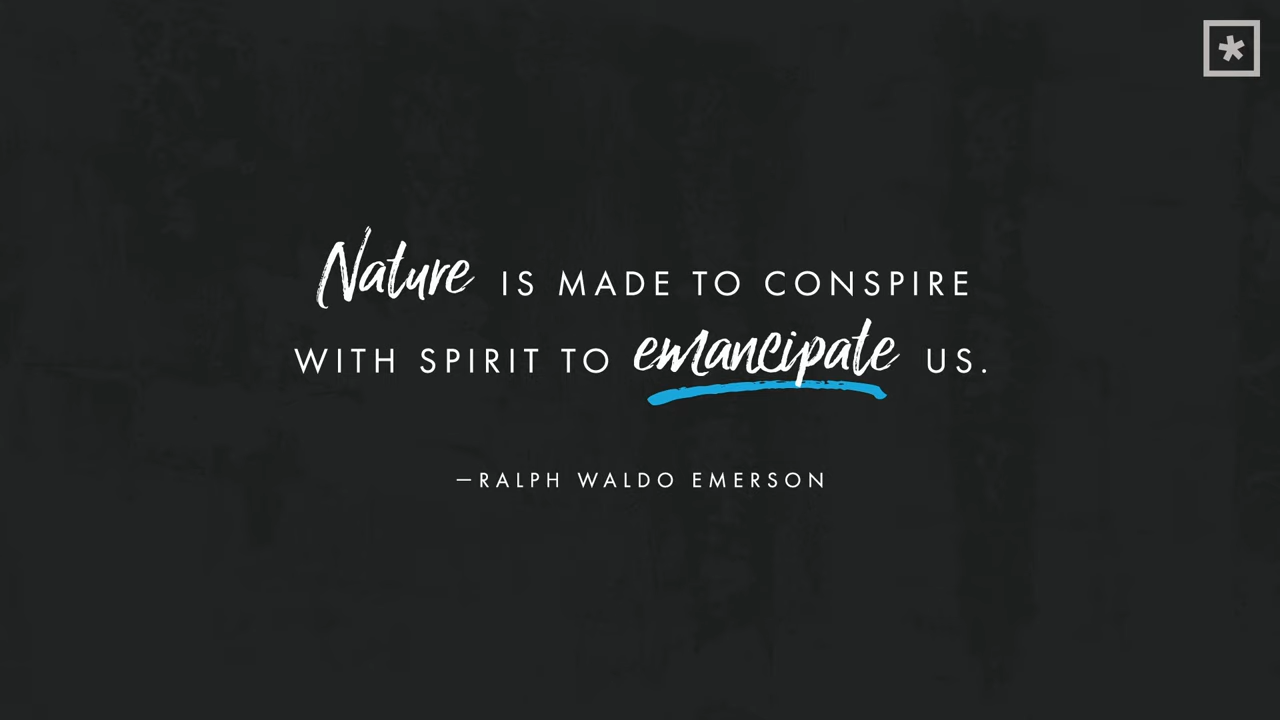 Nature IS MADE TO CONSPIRE
WITH SPIRIT TO emancipate US.
—RALPH WALDO EMERSON